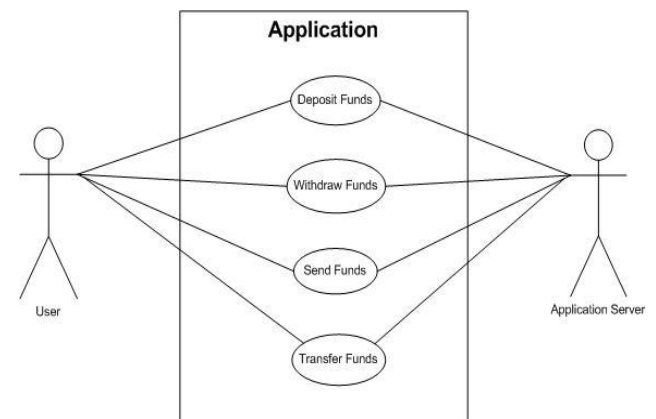 Application
Deposit Funds
Withdraw Funds
Send Funds
Transfer Funds
User
Application Server